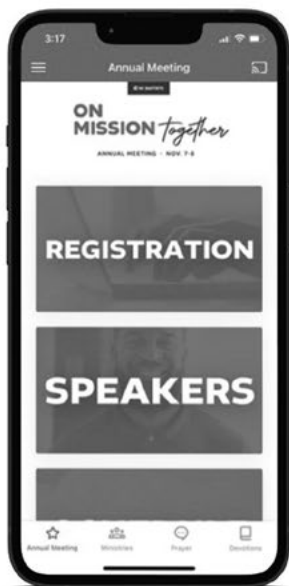 3:17
Annual Meeting
ON
MISSION Together
ANNUAL MEETING • NOV. 7-8
REGISTRATION
SPEAKERS
Annual Meeting
Ministries
Prayer
Devotions